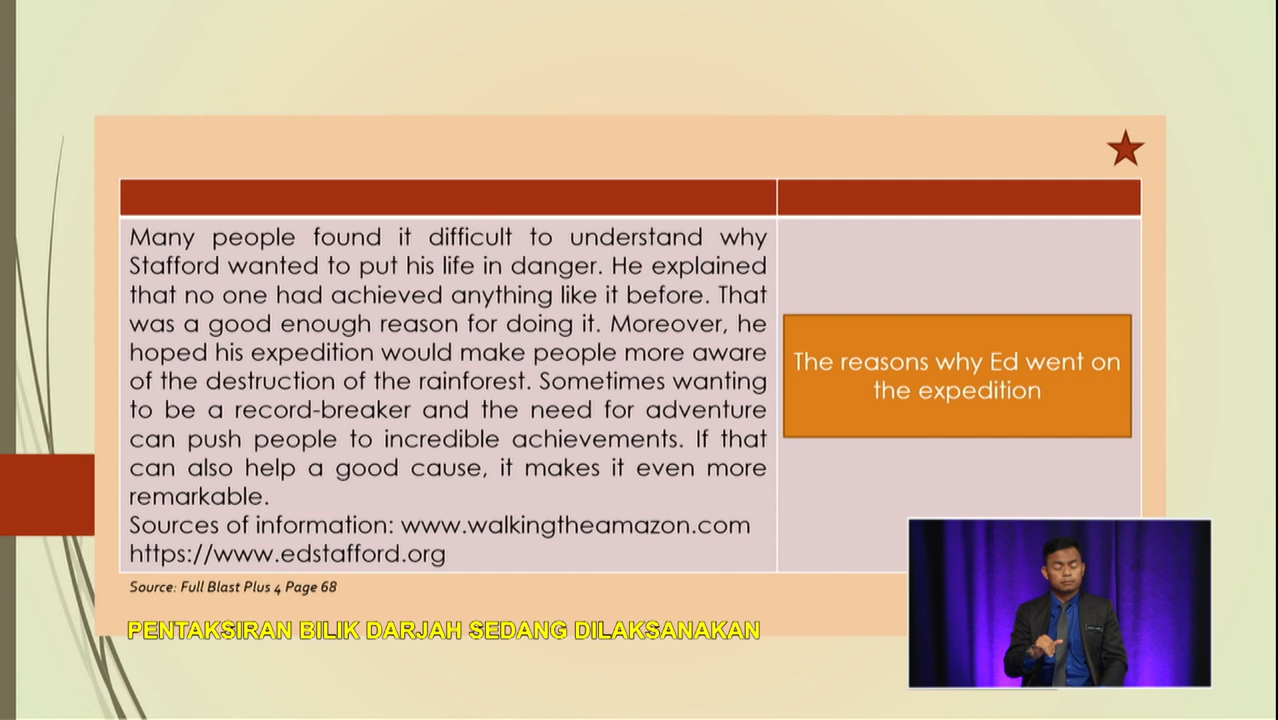 Many people found it difficult to understand why
Stafford wanted to put his life in danger. He explained
that no one had achieved anything like it before. That
was a good enough reason for doing it. Moreover, he
hoped his expedition would make people more aware
of the destruction of the rainforest. Sometimes wanting
to be a record-breaker and the need for adventure
can push people to incredible achievements. If that
can also help a good cause, it makes it even more
remarkable.
Sources of information: www.walkingtheamazon.com
https://www.edstafford.org
The reasons why Ed went on
the expedition
Source: Full Blast Plus 4 Page 68
PENTAKSIRAN BILIK DARJAH SEDANG DILAKSANAKAN